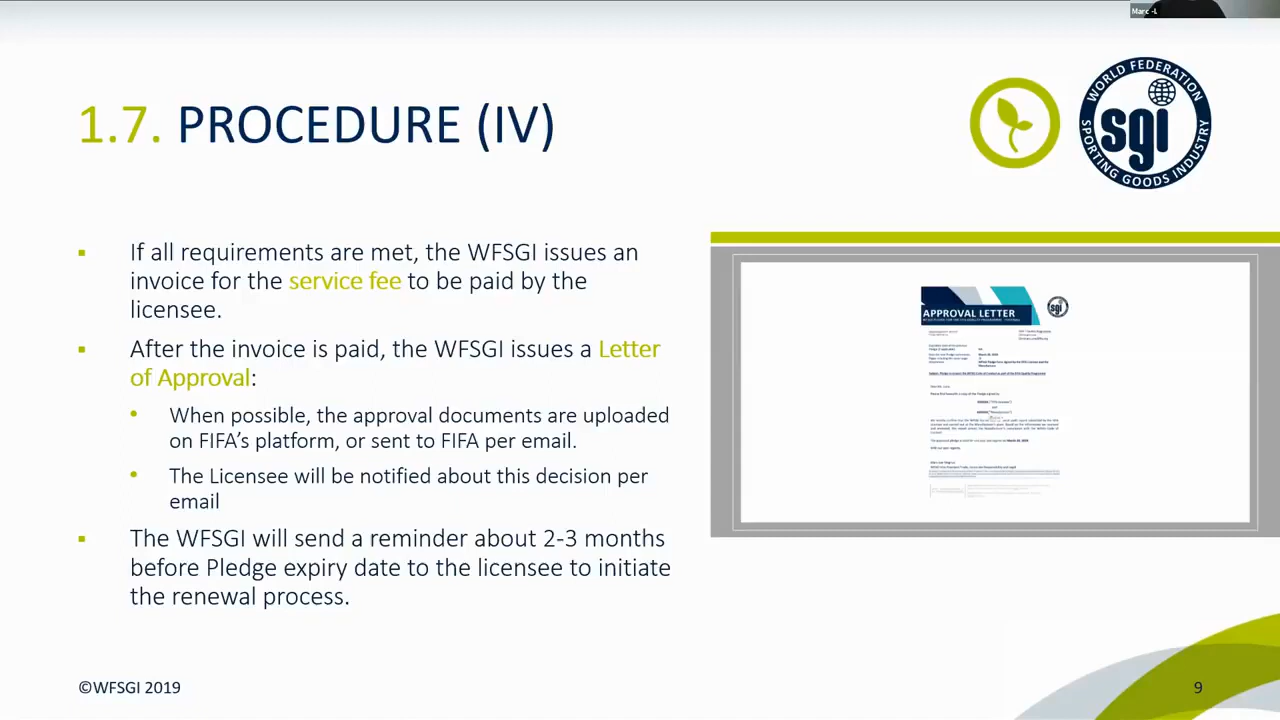 Marc -L
1.7. PROCEDURE (IV)
WORLD FEDERATION
sgi
SPORTING GOODS INDUSTRY
▪ If all requirements are met, the WFSGI issues an
invoice for the service fee to be paid by the
licensee.
▪ After the invoice is paid, the WFSGI issues a Letter
of Approval:
• When possible, the approval documents are uploaded
on FIFA's platform, or sent to FIFA per email.
• The Licensee will be notified about this decision per
email
▪ The WFSGI will send a reminder about 2-3 months
before Pledge expiry date to the licensee to initiate
the renewal process.
APPROVAL LETTER
sgi
©WFSGI 2019
9